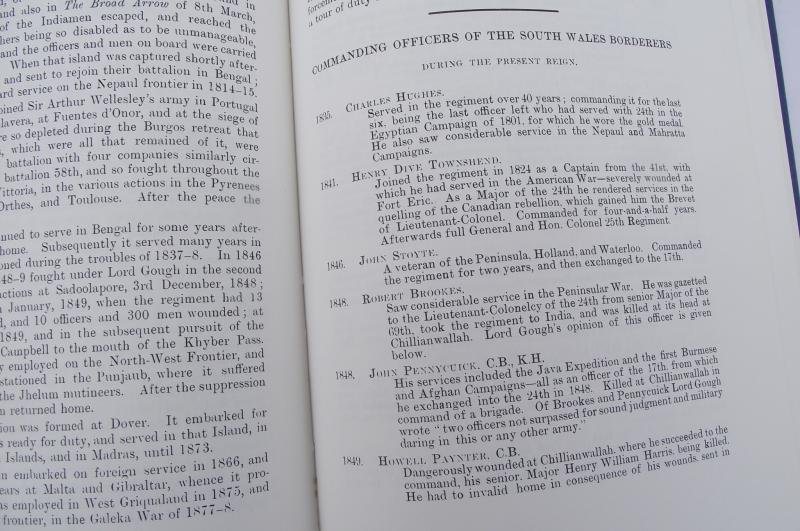 and in
and also in The Broad Arrow of 8th March,
of the Indiamen escaped, and reached the
hers being so disabled as to be unmanageable,
and the officers and men on board were carried
When that island was captured shortly after-
and sent to rejoin their battalion in Bengal;
ard service on the Nepaul frontier in 1814-15.
oined Sir Arthur Wellesley's army in Portugal
lavera, at Fuentes d'Onor, and at the siege of
re so depleted during the Burgos retreat that
, which were all that remained of it, were
battalion with four companies similarly cir-
battalion 58th, and so fought throughout the
Vittoria, in the various actions in the Pyrenees
Orthes, and Toulouse. After the peace the
nued to serve in Bengal for some years after-
home. Subsequently it served many years in
oned during the troubles of 1837-8. In 1846
48-9 fought under Lord Gough in the second
ctions at Sadoolapore, 3rd December, 1848;
h January, 1849, when the regiment had 13
d, and 10 officers and 300 men wounded; at
1849, and in the subsequent pursuit of the
Campbell to the mouth of the Khyber Pass.
y employed on the North-West Frontier, and
stationed in the Punjaub, where it suffered
the Jhelum mutineers. After the suppression
n returned home.
ion was formed at Dover. It embarked for
s ready for duty, and served in that Island, in
Islands, and in Madras, until 1873.
n embarked on foreign service in 1866, and
ears at Malta and Gibraltar, whence it pro-
s employed in West Griqualand in 1875, and
frontier, in the Galeka War of 1877-8.
a tour of duty
COMMANDING OFFICERS OF THE SOUTH WALES BORDERERS
DURING THE PRESENT REIGN.
1835. CHARLES HUGHES.
Served in the regiment over 40 years; commanding it for the last
six, being the last officer left who had served with 24th in the
Egyptian Campaign of 1801, for which he wore the gold medal.
He also saw considerable service in the Nepaul and Mahratta
Campaigns.
1841. HENRY DIVE TOWNSHEND.
Joined the regiment in 1824 as a Captain from the 41st, with
which he had served in the American War—severely wounded at
Fort Eric. As a Major of the 24th he rendered services in the
quelling of the Canadian rebellion, which gained him the Brevet
of Lieutenant-Colonel. Commanded for four-and-a-half years.
Afterwards full General and Hon. Colonel 25th Regiment.
1846. JOHN STOYTE.
A veteran of the Peninsula, Holland, and Waterloo. Commanded
the regiment for two years, and then exchanged to the 17th.
1848. ROBERT BROOKES.
Saw considerable service in the Peninsular War. He was gazetted
to the Lieutenant-Colonelcy of the 24th from senior Major of the
69th, took the regiment to India, and was killed at its head at
Chillianwallah. Lord Gough's opinion of this officer is given
below.
1848. JOHN PENNYCUICK, C.B., K.H.
His services included the Java Expedition and the first Burmese
and Afghan Campaigns—all as an officer of the 17th, from which
he exchanged into the 24th in 1848. Killed at Chillianwallah in
command of a brigade. Of Brookes and Pennycuick Lord Gough
wrote "two officers not surpassed for sound judgment and military
daring in this or any other army."
1849. HOWELL PAYNTER, C.B.
Dangerously wounded at Chillianwallah, where he succeeded to the
command, his senior, Major Henry William Harris, being killed.
He had to invalid home in consequence of his wounds, sent in